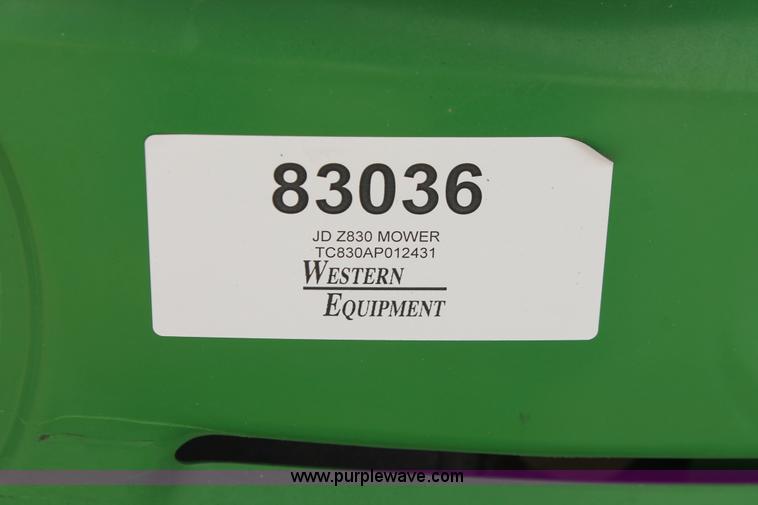 83036
JD Z830 MOWER
TC830AP012431
WESTERN
EQUIPMENT
www.purplewave.com